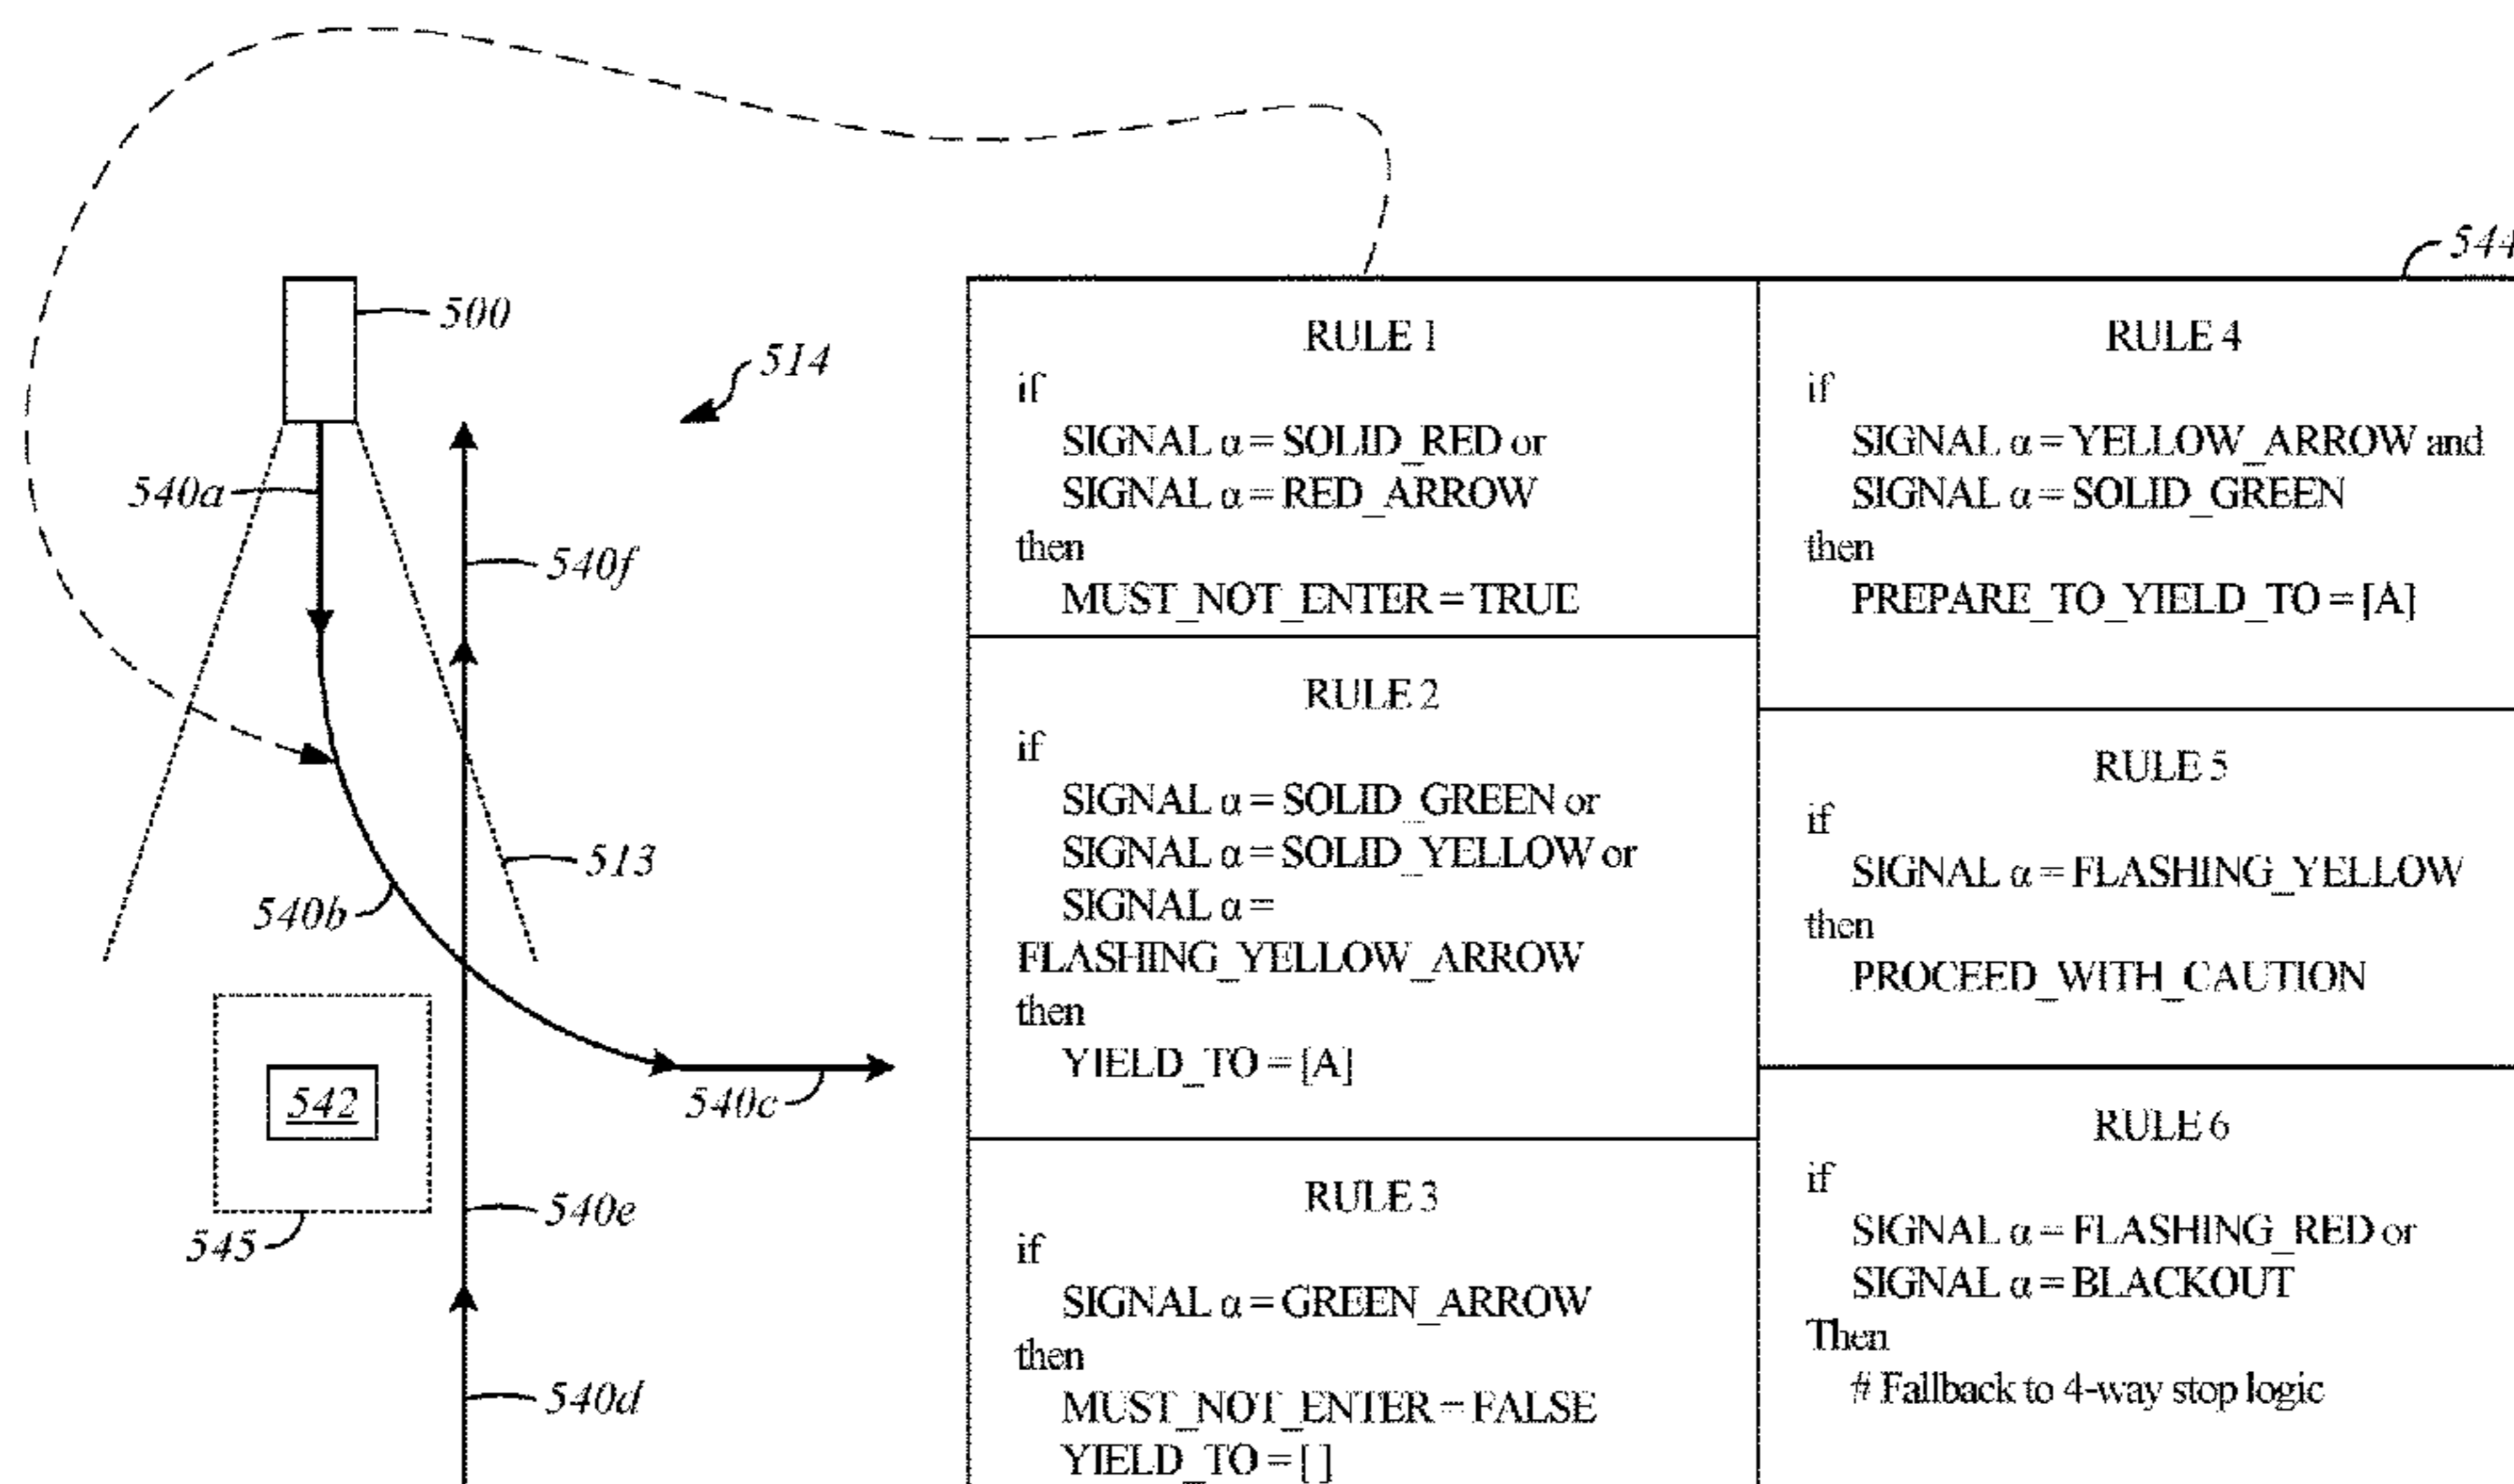 544
500
514
540a
540f
513
540b
542
540c
545
540e
540d
RULE 1
if
SIGNAL α = SOLID_RED or
SIGNAL α = RED_ARROW
then
MUST_NOT_ENTER = TRUE
RULE 2
if
SIGNAL α = SOLID_GREEN or
SIGNAL α = SOLID_YELLOW or
SIGNAL α =
FLASHING_YELLOW_ARROW
then
YIELD_TO = [A]
RULE 3
if
SIGNAL α = GREEN_ARROW
then
MUST_NOT_ENTER = FALSE
YIELD_TO = [ ]
RULE 4
if
SIGNAL α = YELLOW_ARROW and
SIGNAL α = SOLID_GREEN
then
PREPARE_TO_YIELD_TO = [A]
RULE 5
if
SIGNAL α = FLASHING_YELLOW
then
PROCEED_WITH_CAUTION
RULE 6
if
SIGNAL α = FLASHING_RED or
SIGNAL α = BLACKOUT
Then
# Fallback to 4-way stop logic